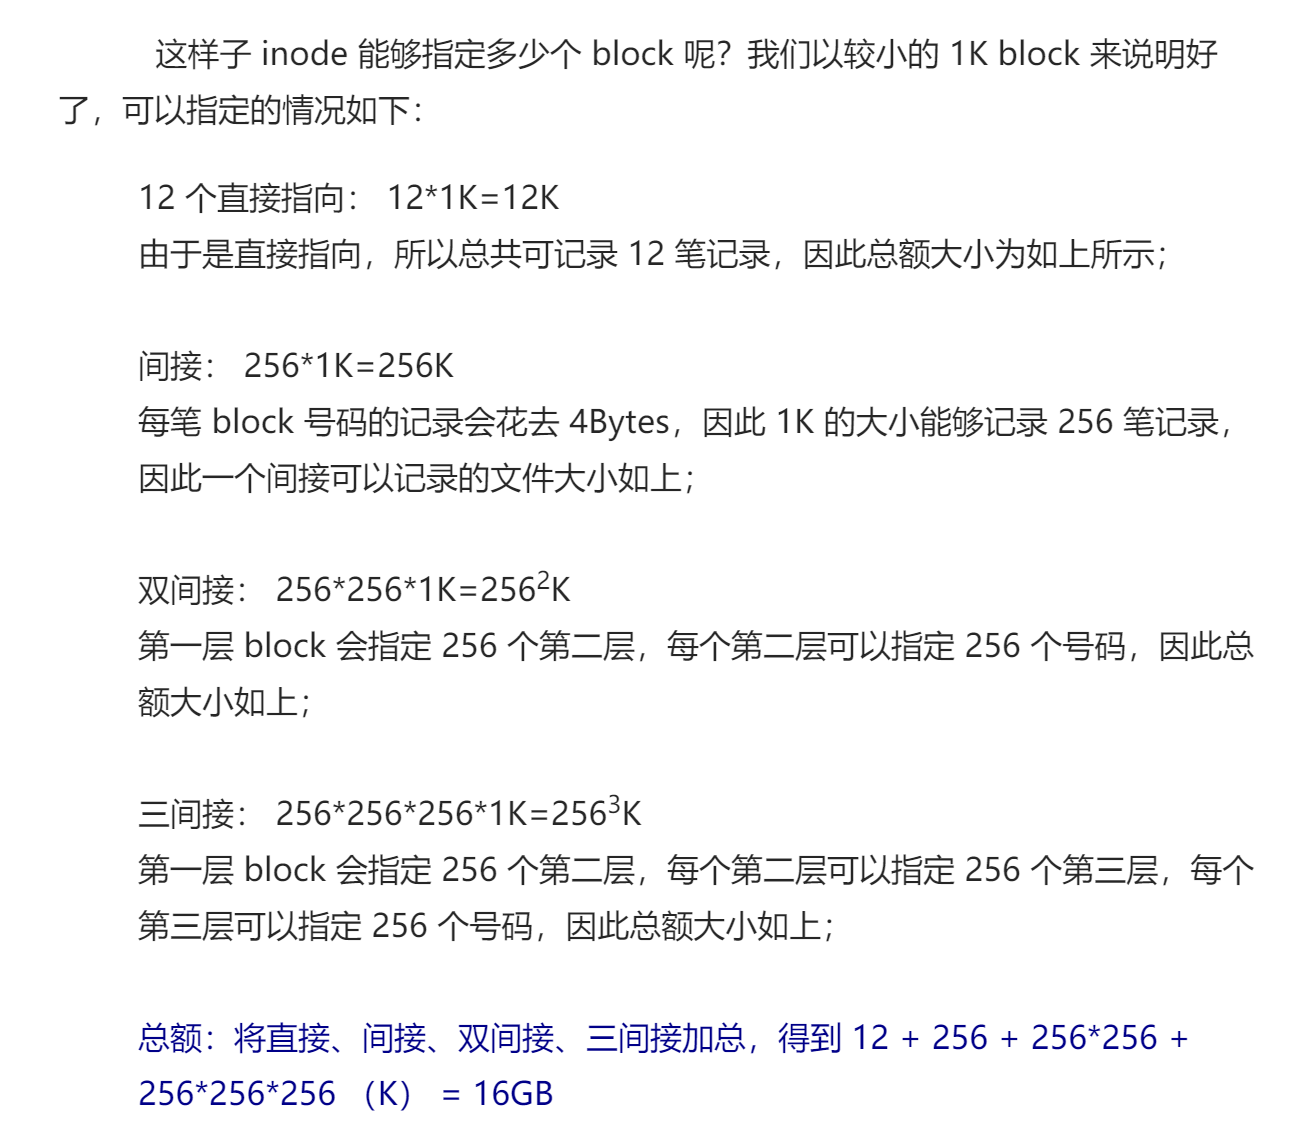 这样子 inode 能够指定多少个 block 呢？我们以较小的 1K block 来说明好
了，可以指定的情况如下：
12 个直接指向： 12*1K=12K
由于是直接指向，所以总共可记录 12 笔记录，因此总额大小为如上所示；
间接： 256*1K=256K
每笔 block 号码的记录会花去 4Bytes，因此 1K 的大小能够记录 256 笔记录，
因此一个间接可以记录的文件大小如上；
双间接： 256*256*1K=256²K
第一层 block 会指定 256 个第二层，每个第二层可以指定 256 个号码，因此总
额大小如上；
三间接： 256*256*256*1K=256³K
第一层 block 会指定 256 个第二层，每个第二层可以指定 256 个第三层，每个
第三层可以指定 256 个号码，因此总额大小如上；
总额：将直接、间接、双间接、三间接加总，得到 12 + 256 + 256*256 +
256*256*256 （K） = 16GB